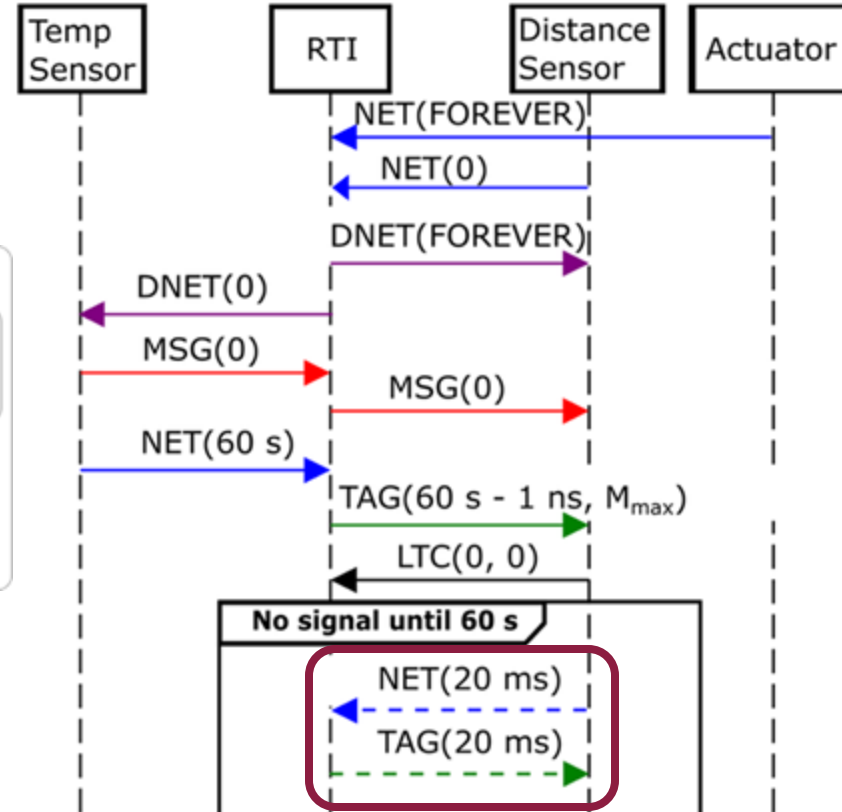 Temp
Sensor
RTI
Distance
Sensor
Actuator
NET(FOREVER)
NET(0)
DNET(FOREVER)
DNET(0)
MSG(0)
MSG(0)
NET(60 s)
TAG(60 s - 1 ns, Mmax)
LTC(0, 0)
No signal until 60 s
NET(20 ms)
TAG(20 ms)